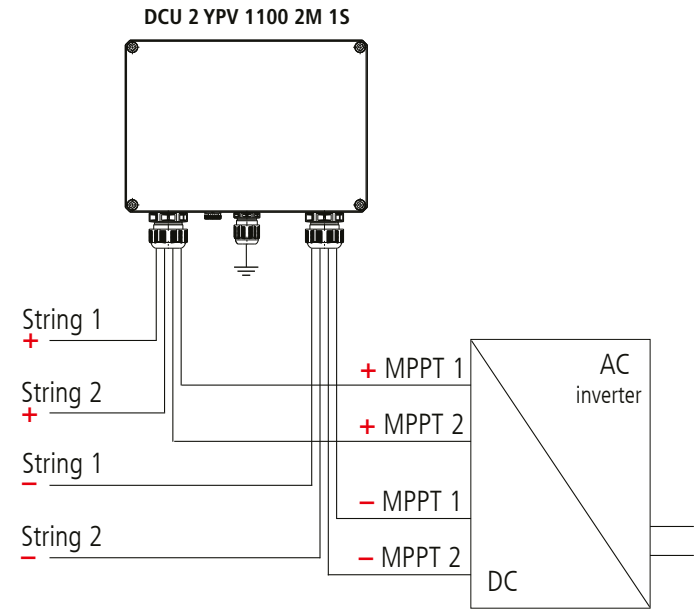 DCU 2 YPV 1100 2M 1S
String 1
+
String 2
+
String 1
–
String 2
–
+ MPPT 1
+ MPPT 2
– MPPT 1
– MPPT 2
AC
inverter
DC